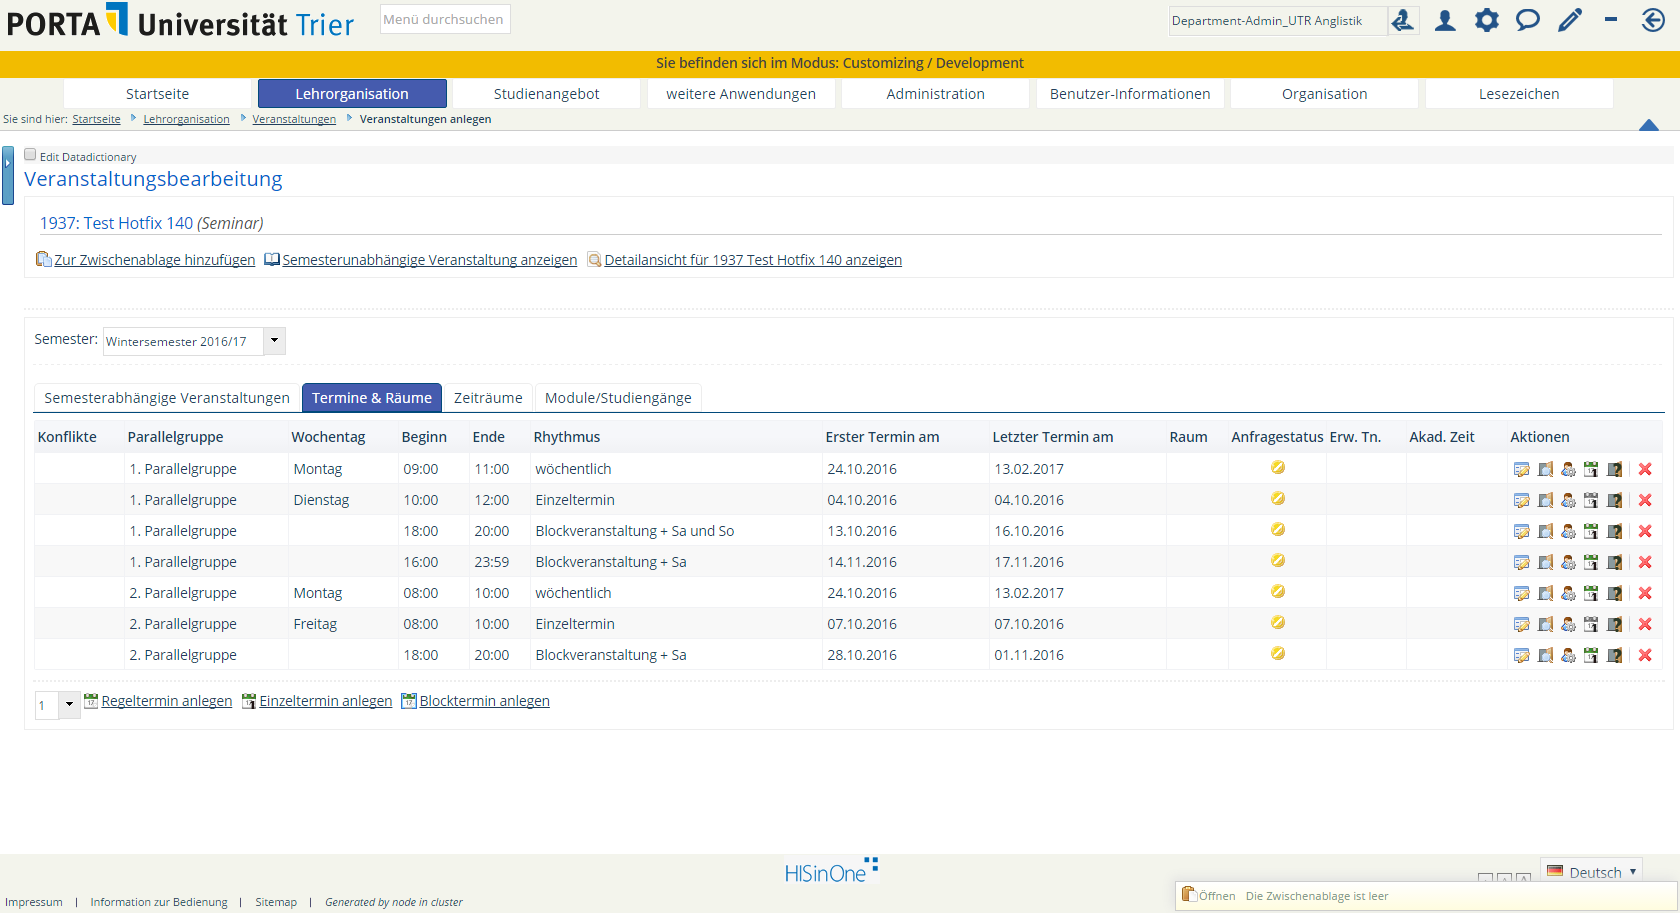 PORTA Universität Trier
Menü durchsuchen
Department-Admin_UTR Anglistik
Sie befinden sich im Modus: Customizing / Development
Startseite Lehrorganisation Studienangebot weitere Anwendungen Administration Benutzer-Informationen Organisation Lesezeichen
Sie sind hier: Startseite Lehrorganisation Veranstaltungen Veranstaltungen anlegen
Edit Datadictionary
Veranstaltungsbearbeitung
1937: Test Hotfix 140 (Seminar)
Zur Zwischenablage hinzufügen Semesterunabhängige Veranstaltung anzeigen Detailansicht für 1937 Test Hotfix 140 anzeigen
Semester: Wintersemester 2016/17
Semesterabhängige Veranstaltungen Termine & Räume Zeiträume Module/Studiengänge
Konflikte Parallelgruppe Wochentag Beginn Ende Rhythmus Erster Termin am Letzter Termin am Raum Anfragestatus Erw. Tn. Akad. Zeit Aktionen
1. Parallelgruppe Montag 09:00 11:00 wöchentlich 24.10.2016 13.02.2017
1. Parallelgruppe Dienstag 10:00 12:00 Einzeltermin 04.10.2016 04.10.2016
1. Parallelgruppe 18:00 20:00 Blockveranstaltung + Sa und So 13.10.2016 16.10.2016
1. Parallelgruppe 16:00 23:59 Blockveranstaltung + Sa 14.11.2016 17.11.2016
2. Parallelgruppe Montag 08:00 10:00 wöchentlich 24.10.2016 13.02.2017
2. Parallelgruppe Freitag 08:00 10:00 Einzeltermin 07.10.2016 07.10.2016
2. Parallelgruppe 18:00 20:00 Blockveranstaltung + Sa 28.10.2016 01.11.2016
1 Regeltermin anlegen Einzeltermin anlegen Blocktermin anlegen
HISinOne
Deutsch
Öffnen Die Zwischenablage ist leer
Impressum | Information zur Bedienung | Sitemap | Generated by node in cluster